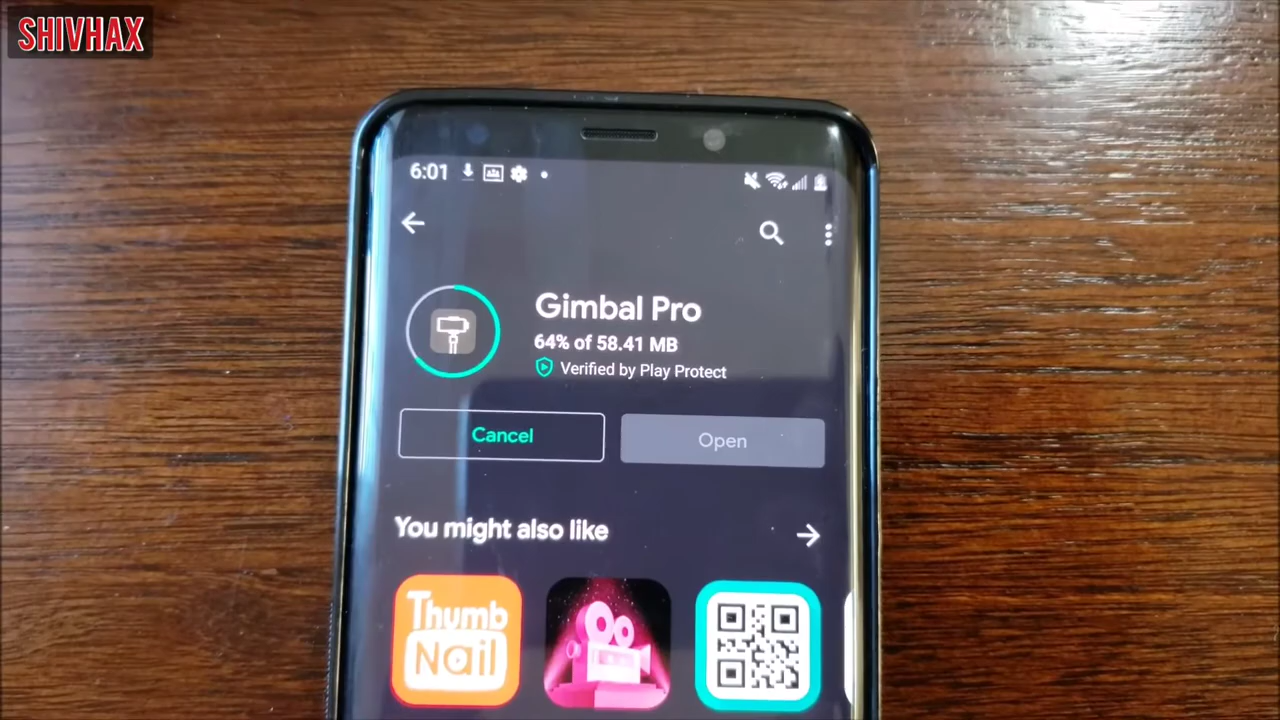 SHIVHAX
6:01
Gimbal Pro
64% of 58.41 MB
Verified by Play Protect
Cancel
Open
You might also like
Thumb
Nail